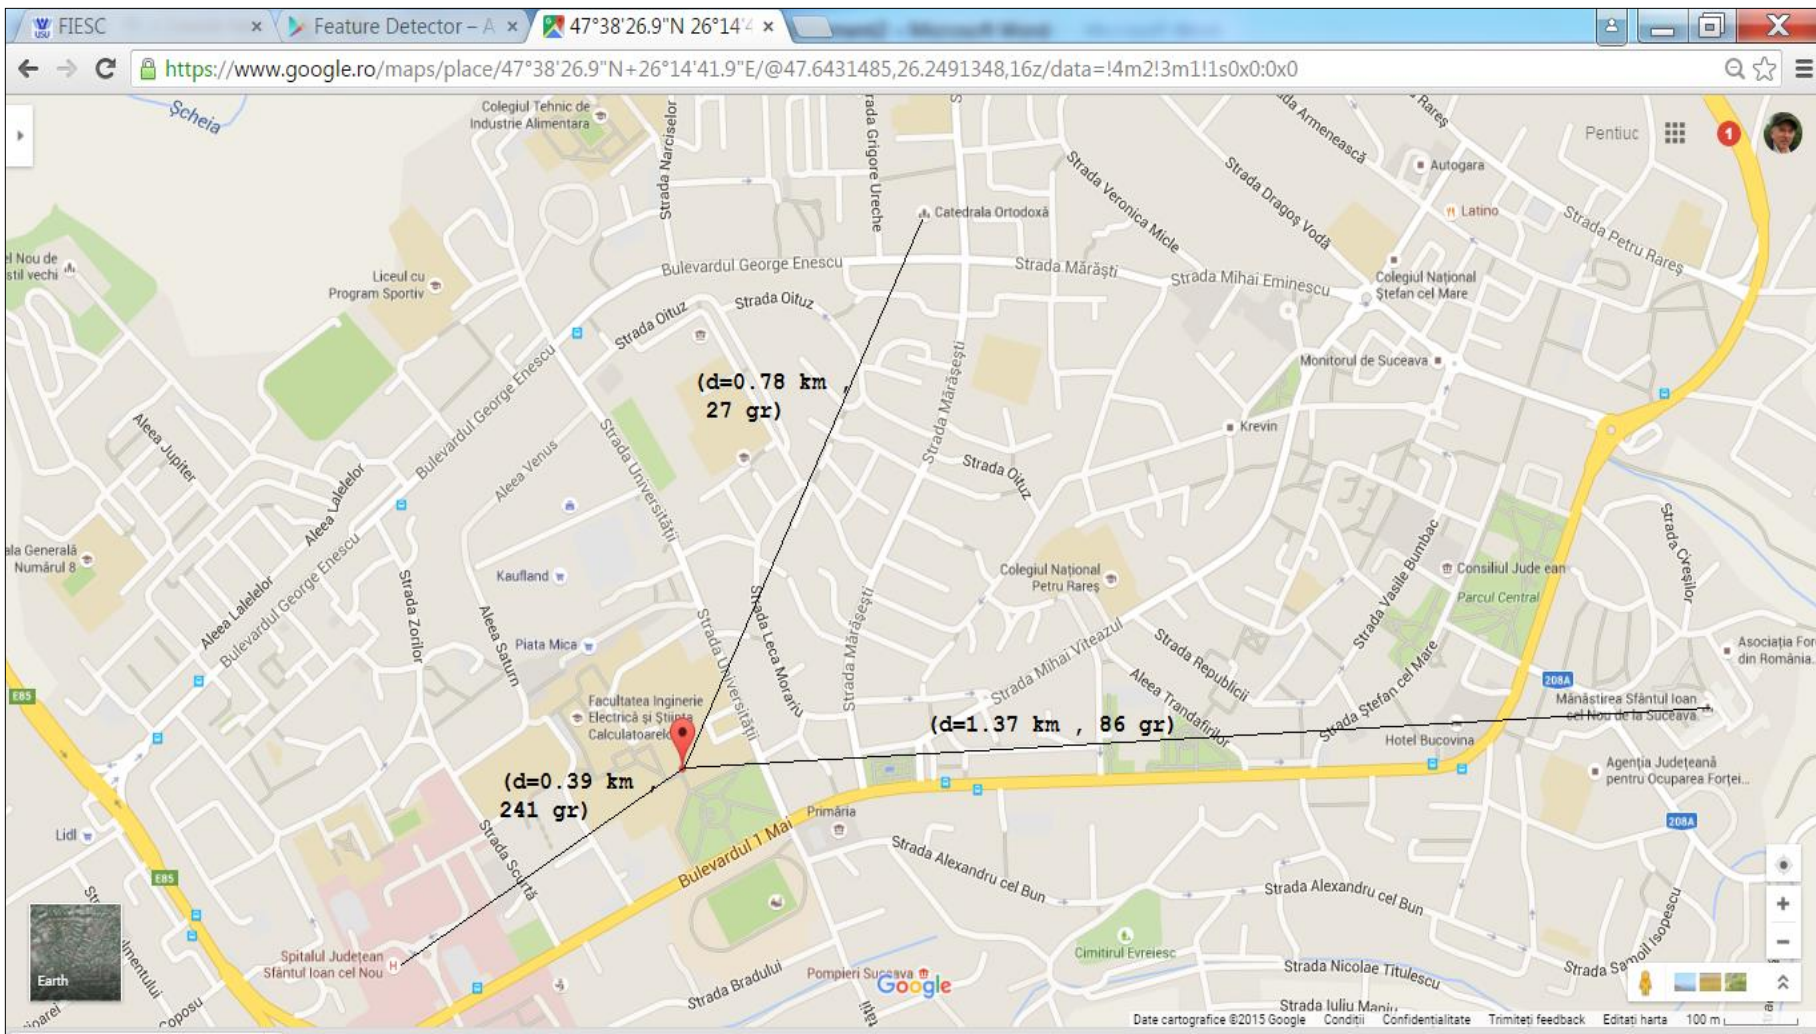 FIESC
Feature Detector – A
47°38'26.9"N 26°14'4
https://www.google.ro/maps/place/47°38'26.9"N+26°14'41.9"E/@47.6431485,26.2491348,16z/data=!4m2!3m1!1s0x0:0x0
Șcheia
Colegiul Tehnic de
Industrie Alimentara
Strada Narciselor
rada Grigore Ureche
Strada Veronica Micle
ada Armenească
Rareș
Pentiuc
1
Autogara
Latino
Strada Dragoș Vodă
Strada Petru Rareș
Catedrala Ortodoxă
el Nou de
stil vechi
Liceul cu
Program Sportiv
Bulevardul George Enescu
Strada Mărăști
Strada Mihai Eminescu
Colegiul Național
Ștefan cel Mare
Strada Oituz
Strada Oituz
Monitorul de Suceava
(d=0.78 km ,
27 gr)
Strada Mărășești
Bulevardul George Enescu
Aleea Jupiter
Aleea Venus
Strada Universității
Krevin
Strada Oituz
Aleea Lalelelor
ala Generală
Numărul 8
Kaufland
Colegiul Național
Petru Rareș
Strada Vasile Bumbac
Consiliul Jude ean
Parcul Central
Strada Cireșilor
Aleea Lalelelor
Bulevardul George Enescu
Strada Zorilor
Aleea Saturn
Piata Mica
Strada Universității
Strada Leca Morariu
Strada Mărășești
Strada Mihai Viteazul
Strada Republicii
Aleea Trandafirilor
Strada Ștefan cel Mare
Asociația For
din România.
E85
208A
Facultatea Inginerie
Electrică și Știința
Calculatoarelo
Mănăstirea Sfântul Ioan
cel Nou de la Suceava
(d=1.37 km , 86 gr)
Hotel Bucovina
Agenția Județeană
pentru Ocuparea Forței...
(d=0.39 km ,
241 gr)
Primăria
208A
Lidl
E85
Strada Scurtă
Bulevardul 1 Mai
Strada Alexandru cel Bun
Strada Alexandru cel Bun
Cimitirul Evreiesc
Spitalul Județean
Sfântul Ioan cel Nou
H
Earth
Strada Bradului
Pompieri Suceava
Google
Strada Nicolae Titulescu
Strada Samoil Isopescu
Strada Iuliu Maniu
Date cartografice ©2015 Google Condiții Confidențialitate Trimiteți feedback Editați harta 100 m